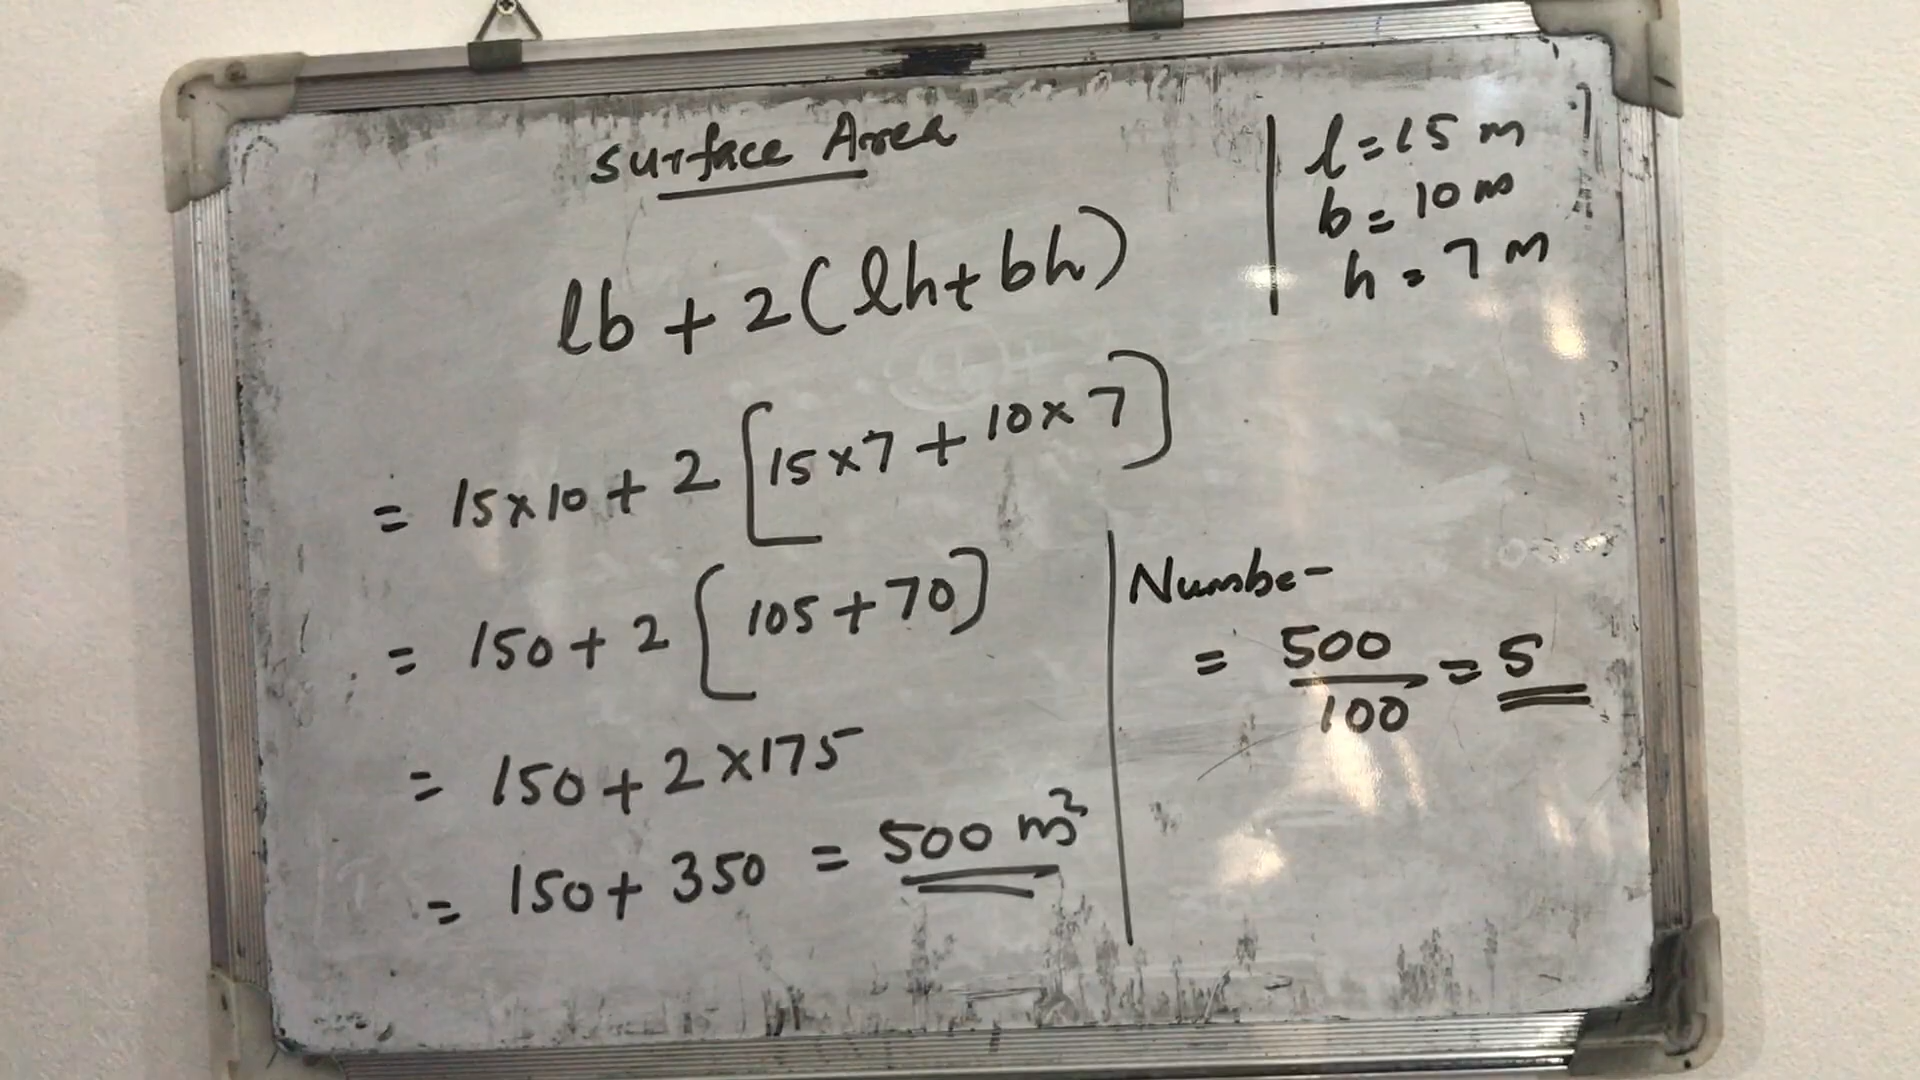 surface Area
l = 15 m
b = 10 m
h = 7 m
lb + 2 (lh + bh)
= 15 × 10 + 2 [15 × 7 + 10 × 7]
= 150 + 2 [105 + 70]
= 150 + 2 × 175
= 150 + 350 = 500 m²
Number
= 500/100 = 5